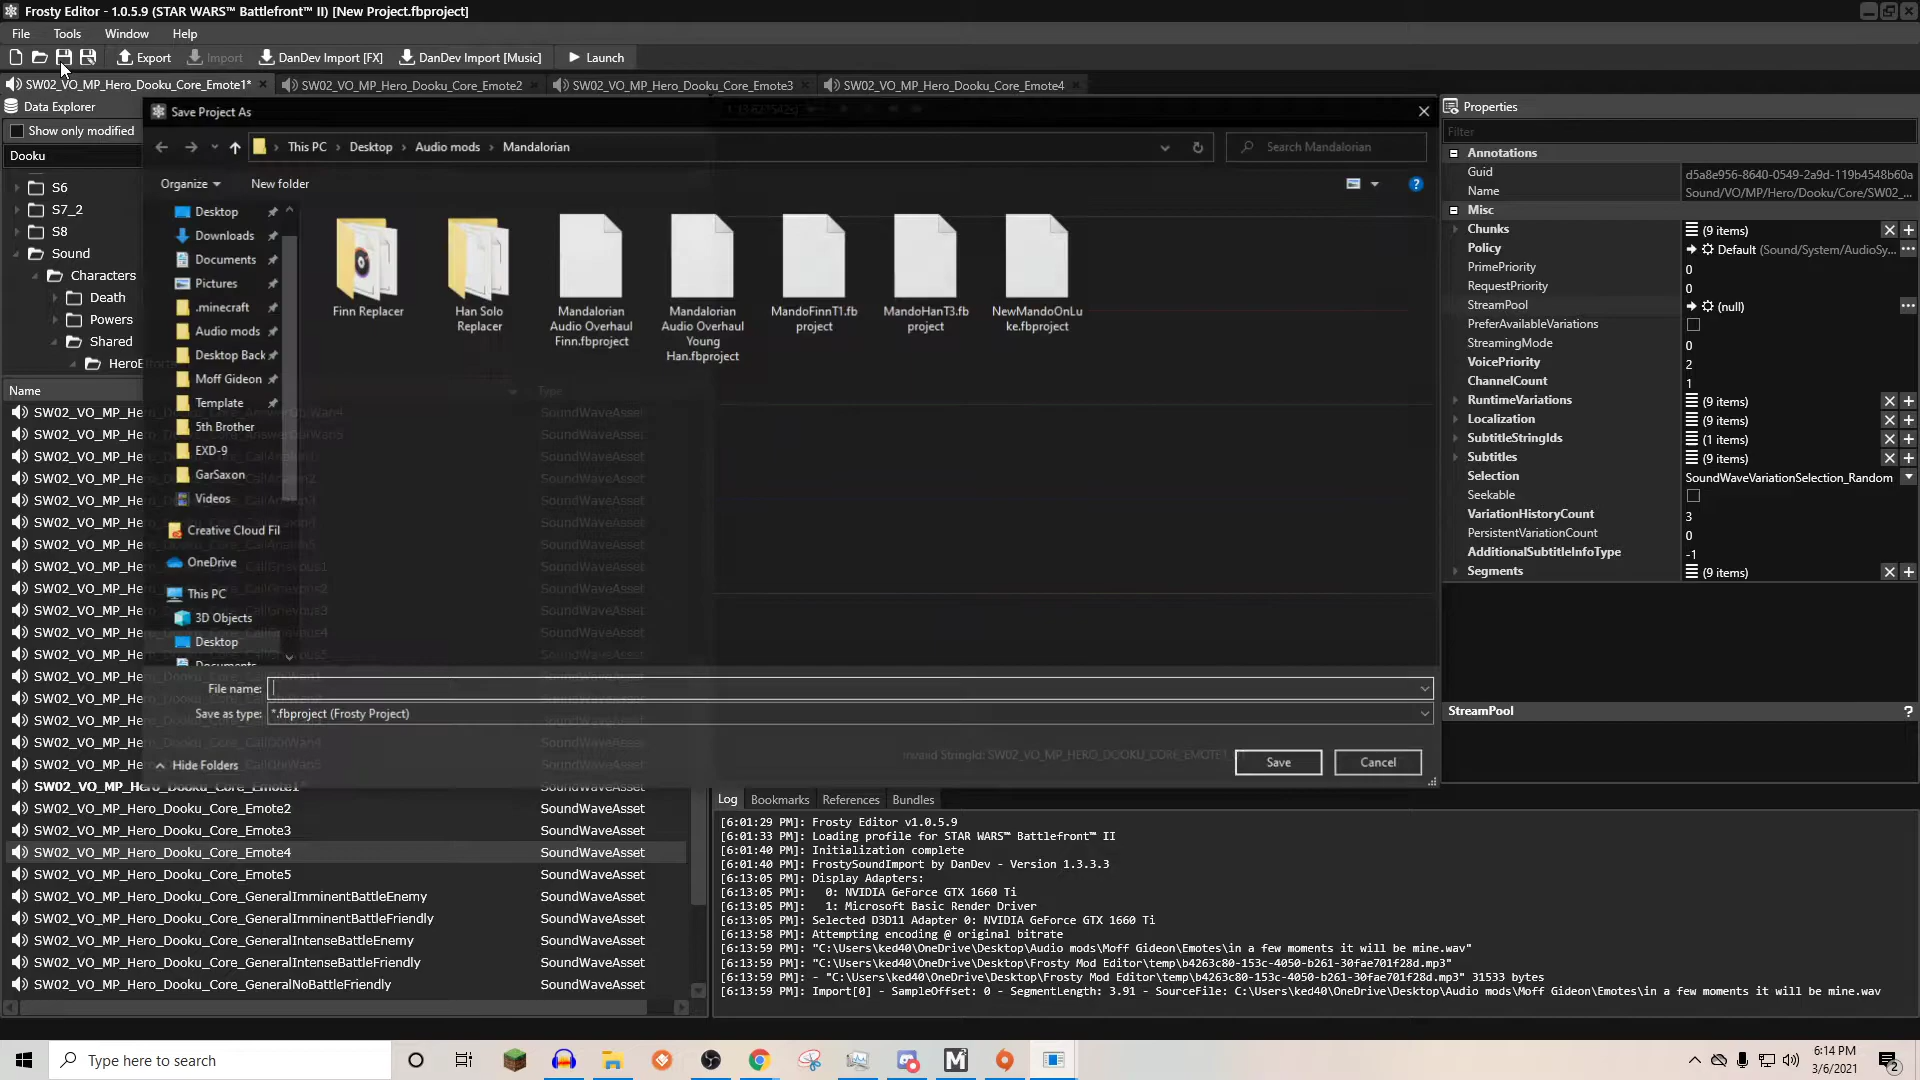 Frosty Editor - 1.0.5.9 (STAR WARS™ Battlefront™ II) [New Project.fbproject]
File Tools Window Help
Export Import DanDev Import [FX] DanDev Import [Music] Launch
SW02_VO_MP_Hero_Dooku_Core_Emote1* SW02_VO_MP_Hero_Dooku_Core_Emote2 SW02_VO_MP_Hero_Dooku_Core_Emote3 SW02_VO_MP_Hero_Dooku_Core_Emote4
Data Explorer
Show only modified
Dooku
S6
S7_2
S8
Sound
Characters
Death
Powers
Shared
Name
Save Project As
This PC > Desktop > Audio mods > Mandalorian
Search Mandalorian
Organize New folder
Desktop
Downloads
Documents
Pictures
.minecraft
Audio mods
Desktop Back
Moff Gideon
Template
5th Brother
EXD-9
GarSaxon
Videos
Creative Cloud Fil
OneDrive
This PC
3D Objects
Desktop
Documents
Finn Replacer
Han Solo Replacer
Mandalorian Audio Overhaul Finn.fbproject
Mandalorian Audio Overhaul Young Han.fbproject
MandoFinnT1.fbproject
MandoHanT3.fbproject
NewMandoOnLuke.fbproject
File name:
Save as type: *.fbproject (Frosty Project)
Hide Folders
Save Cancel
SW02_VO_MP_Hero_Dooku_Core_Emote1
SW02_VO_MP_Hero_Dooku_Core_Emote2 SoundWaveAsset
SW02_VO_MP_Hero_Dooku_Core_Emote3 SoundWaveAsset
SW02_VO_MP_Hero_Dooku_Core_Emote4 SoundWaveAsset
SW02_VO_MP_Hero_Dooku_Core_Emote5 SoundWaveAsset
SW02_VO_MP_Hero_Dooku_Core_GeneralImminentBattleEnemy SoundWaveAsset
SW02_VO_MP_Hero_Dooku_Core_GeneralImminentBattleFriendly SoundWaveAsset
SW02_VO_MP_Hero_Dooku_Core_GeneralIntenseBattleEnemy SoundWaveAsset
SW02_VO_MP_Hero_Dooku_Core_GeneralIntenseBattleFriendly SoundWaveAsset
SW02_VO_MP_Hero_Dooku_Core_GeneralNoBattleFriendly SoundWaveAsset
Log Bookmarks References Bundles
[6:01:29 PM]: Frosty Editor v1.0.5.9
[6:01:33 PM]: Loading profile for STAR WARS™ Battlefront™ II
[6:01:40 PM]: Initialization complete
[6:01:40 PM]: FrostySoundImport by DanDev - Version 1.3.3.3
[6:13:05 PM]: Display Adapters:
[6:13:05 PM]: 0: NVIDIA GeForce GTX 1660 Ti
[6:13:05 PM]: 1: Microsoft Basic Render Driver
[6:13:05 PM]: Selected D3D11 Adapter 0: NVIDIA GeForce GTX 1660 Ti
[6:13:58 PM]: Attempting encoding @ original bitrate
[6:13:59 PM]: "C:\Users\ked40\OneDrive\Desktop\Audio mods\Moff Gideon\Emotes\in a few moments it will be mine.wav"
[6:13:59 PM]: "C:\Users\ked40\OneDrive\Desktop\Frosty Mod Editor\temp\b4263c80-153c-4050-b261-30fae701f28d.mp3"
[6:13:59 PM]: - "C:\Users\ked40\OneDrive\Desktop\Frosty Mod Editor\temp\b4263c80-153c-4050-b261-30fae701f28d.mp3" 31533 bytes
[6:13:59 PM]: Import[0] - SampleOffset: 0 - SegmentLength: 3.91 - SourceFile: C:\Users\ked40\OneDrive\Desktop\Audio mods\Moff Gideon\Emotes\in a few moments it will be mine.wav
Properties
Filter
Annotations
Guid d5a8e956-8640-0549-2a9d-119b4548b60a
Name Sound/VO/MP/Hero/Dooku/Core/SW02_...
Misc
Chunks (9 items)
Policy Default (Sound/System/AudioSy...
PrimePriority 0
RequestPriority 0
StreamPool (null)
PreferAvailableVariations
StreamingMode 0
VoicePriority 2
ChannelCount 1
RuntimeVariations (9 items)
Localization (9 items)
SubtitleStringIds (1 items)
Subtitles (9 items)
Selection SoundWaveVariationSelection_Random
Seekable
VariationHistoryCount 3
PersistentVariationCount 0
AdditionalSubtitleInfoType -1
Segments (9 items)
StreamPool ?
Type here to search
6:14 PM
3/6/2021
2